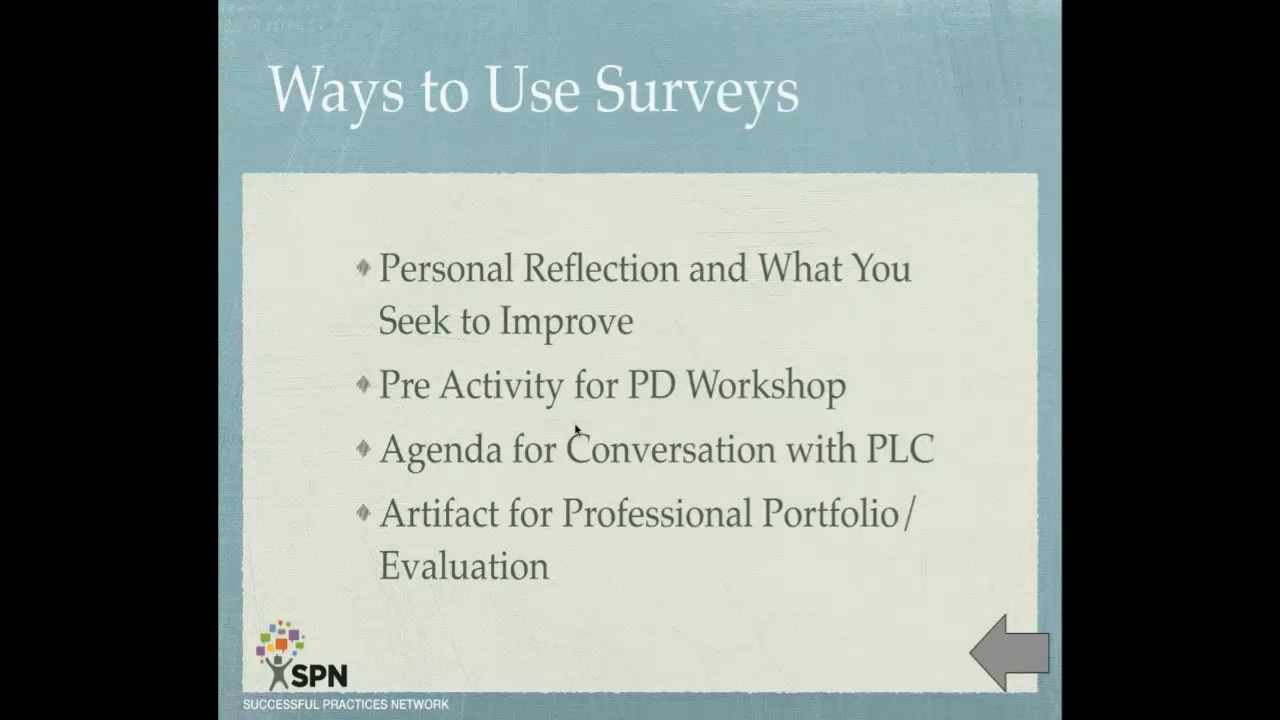 Ways to Use Surveys
Personal Reflection and What You
Seek to Improve
Pre Activity for PD Workshop
Agenda for Conversation with PLC
Artifact for Professional Portfolio/
Evaluation
SPN
SUCCESSFUL PRACTICES NETWORK